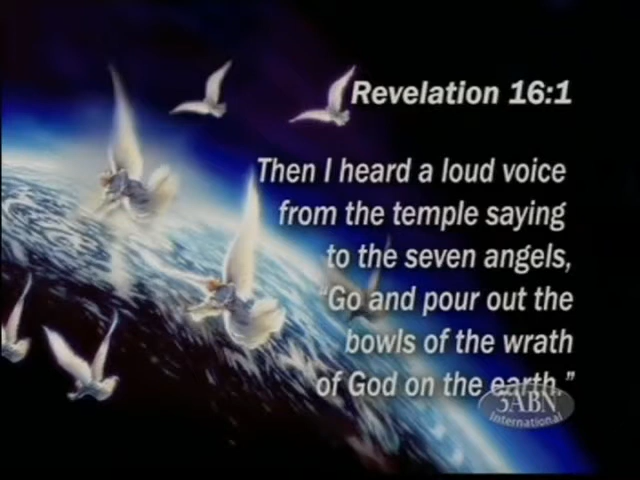 Revelation 16:1
Then I heard a loud voice
from the temple saying
to the seven angels,
“Go and pour out the
bowls of the wrath
of God on the earth.”
3ABN
International